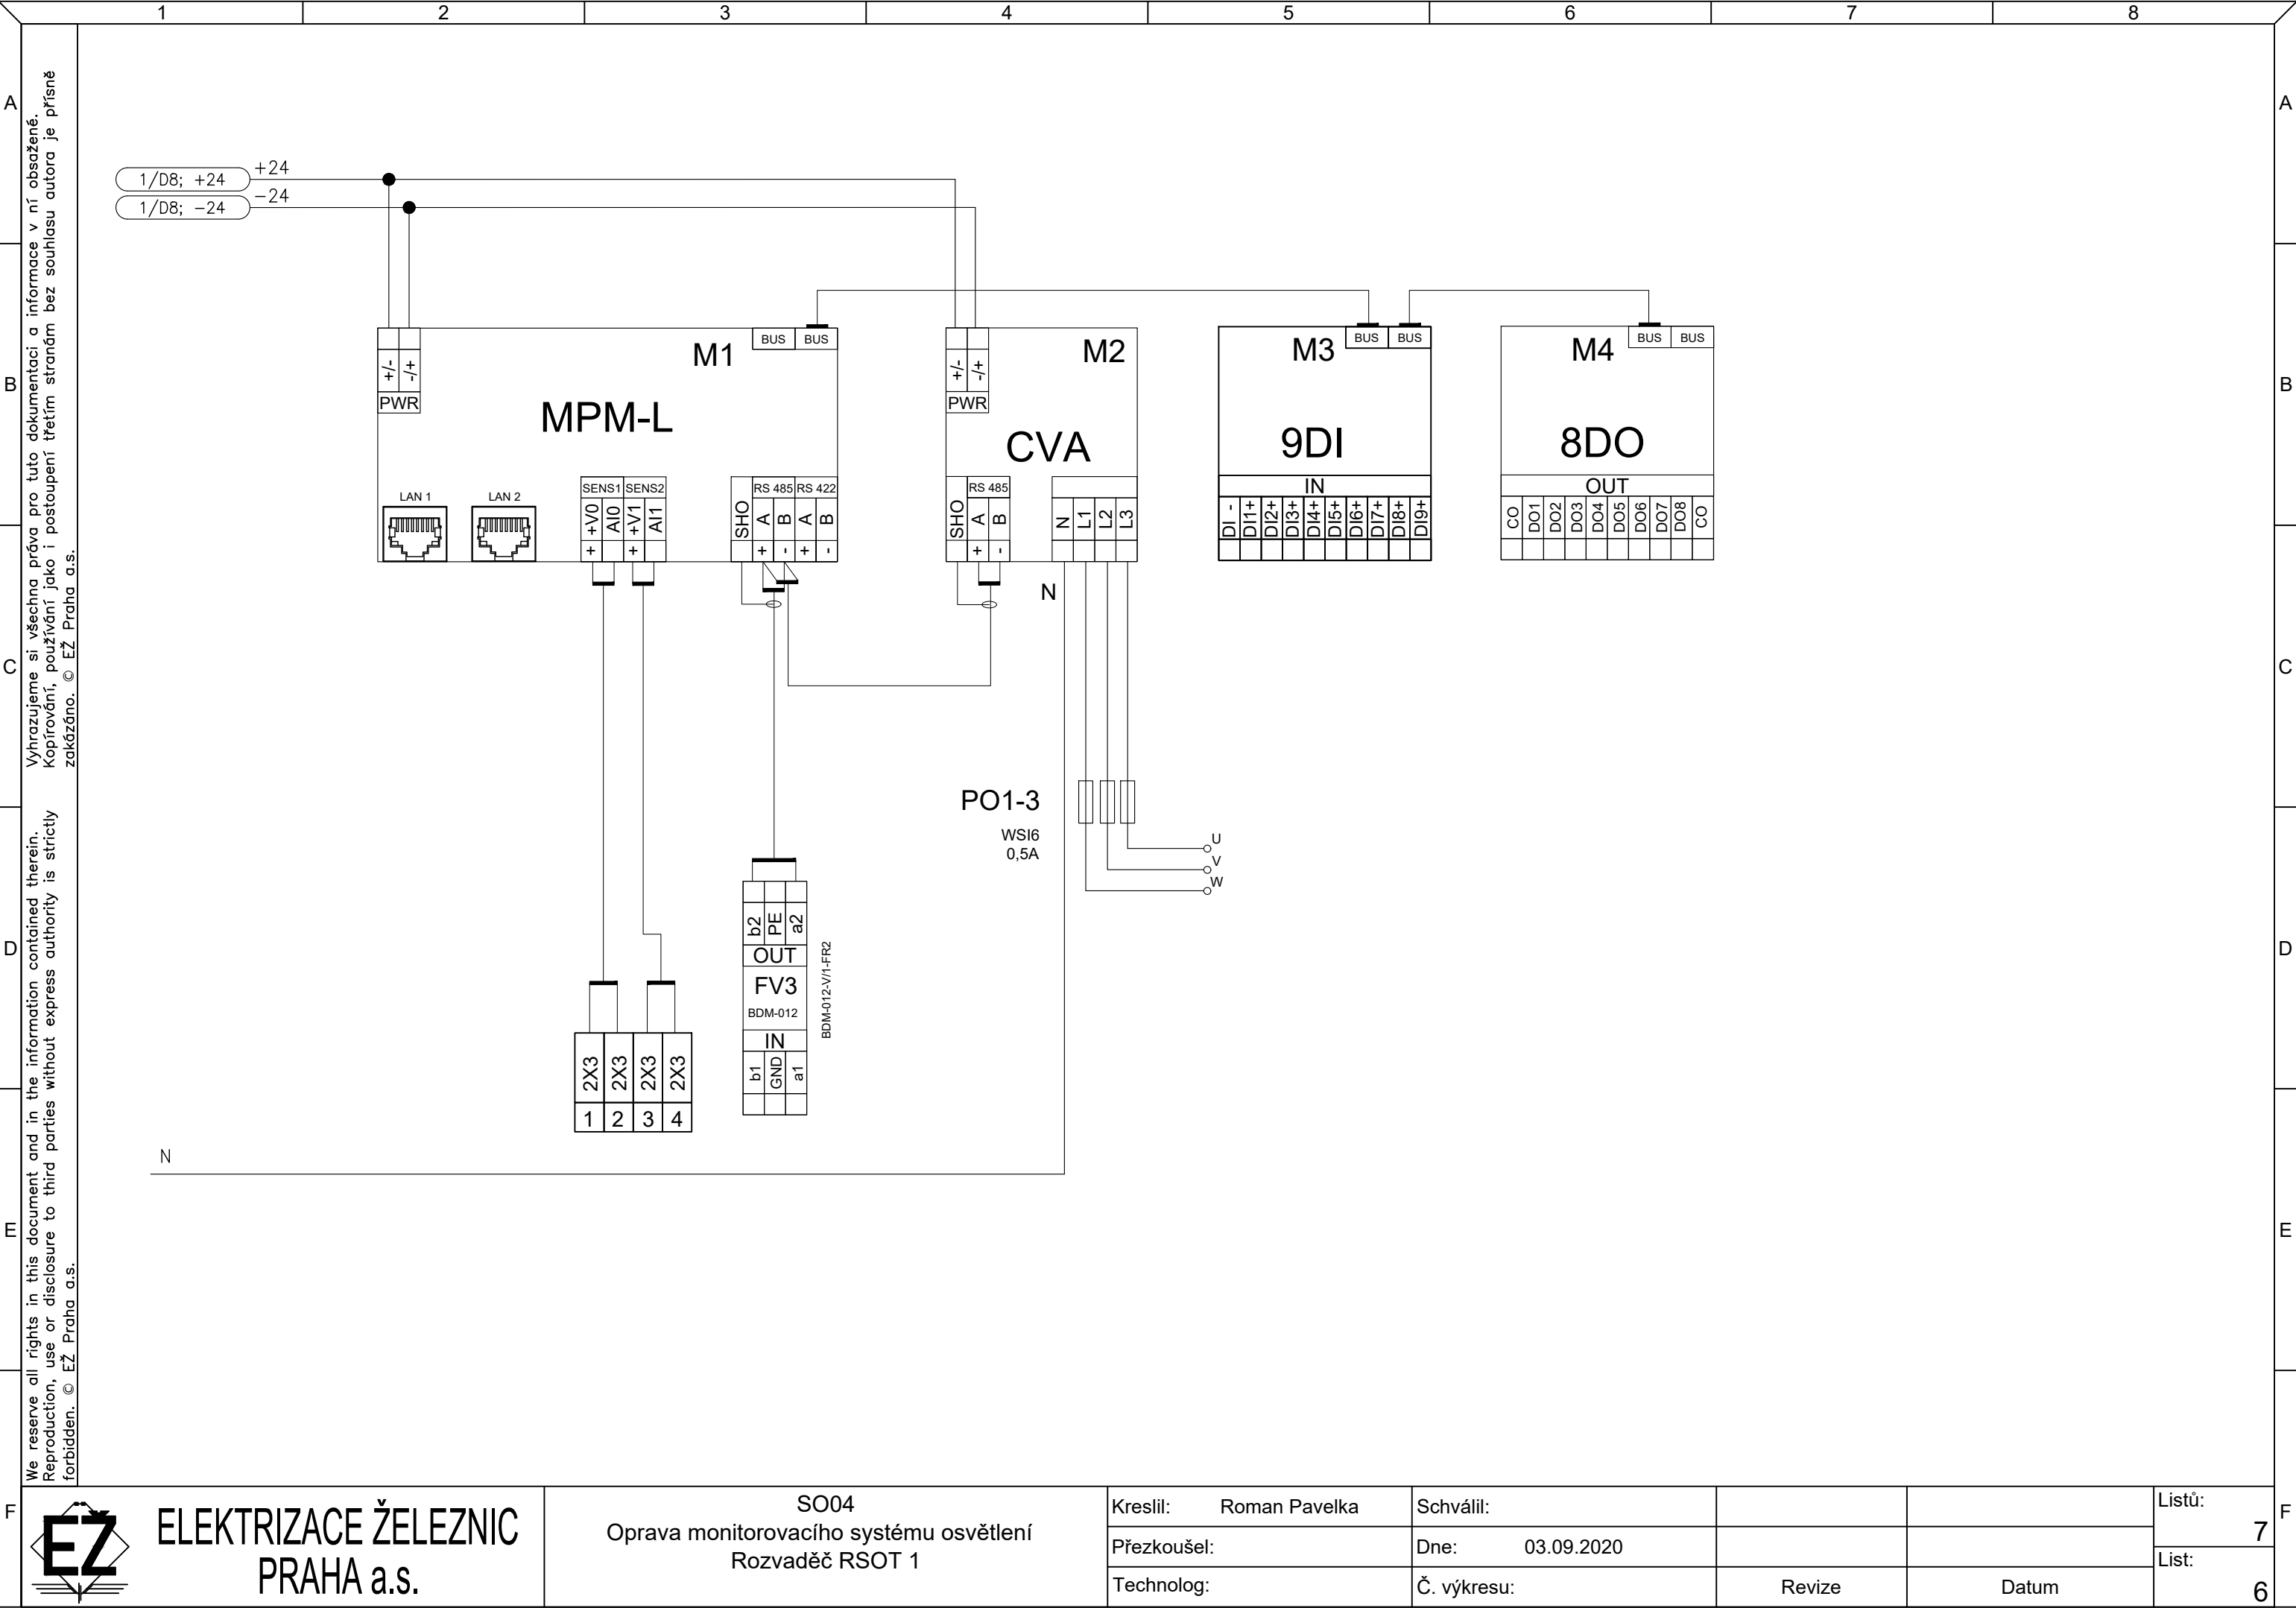 1 2 3 4 5 6 7 8
A A
B B
C C
D D
E E
F F
Vyhrazujeme si všechna práva pro tuto dokumentaci a informace v ní obsažené.
Kopírování, používání jako i postoupení třetím stranám bez souhlasu autora je přísně
zakázáno. © EŽ Praha a.s.
We reserve all rights in this document and in the information contained therein.
Reproduction, use or disclosure to third parties without express authority is strictly
forbidden. © EŽ Praha a.s.
1/D8; +24 +24
1/D8; −24 −24
M1
BUS BUS
+/- -/+
PWR
MPM-L
LAN 1 LAN 2
SENS1 SENS2
+V0 AI0 +V1 AI1
+ +
RS 485 RS 422
SHO A B A B
+ - + -
M2
+/- -/+
PWR
CVA
RS 485
SHO A B
+ -
N L1 L2 L3
N
M3
BUS BUS
9DI
IN
DI - DI1+ DI2+ DI3+ DI4+ DI5+ DI6+ DI7+ DI8+ DI9+
M4
BUS BUS
8DO
OUT
CO DO1 DO2 DO3 DO4 DO5 DO6 DO7 DO8 CO
PO1-3
WSI6
0,5A
U
V
W
b2 PE a2
OUT
FV3
BDM-012
IN
b1 GND a1
BDM-012-V/1-FR2
2X3 2X3 2X3 2X3
1 2 3 4
N
EŽ
ELEKTRIZACE ŽELEZNIC
PRAHA a.s.
SO04
Oprava monitorovacího systému osvětlení
Rozvaděč RSOT 1
Kreslil: Roman Pavelka
Přezkoušel:
Technolog:
Schválil:
Dne: 03.09.2020
Č. výkresu:
Revize Datum
Listů:
7
List:
6